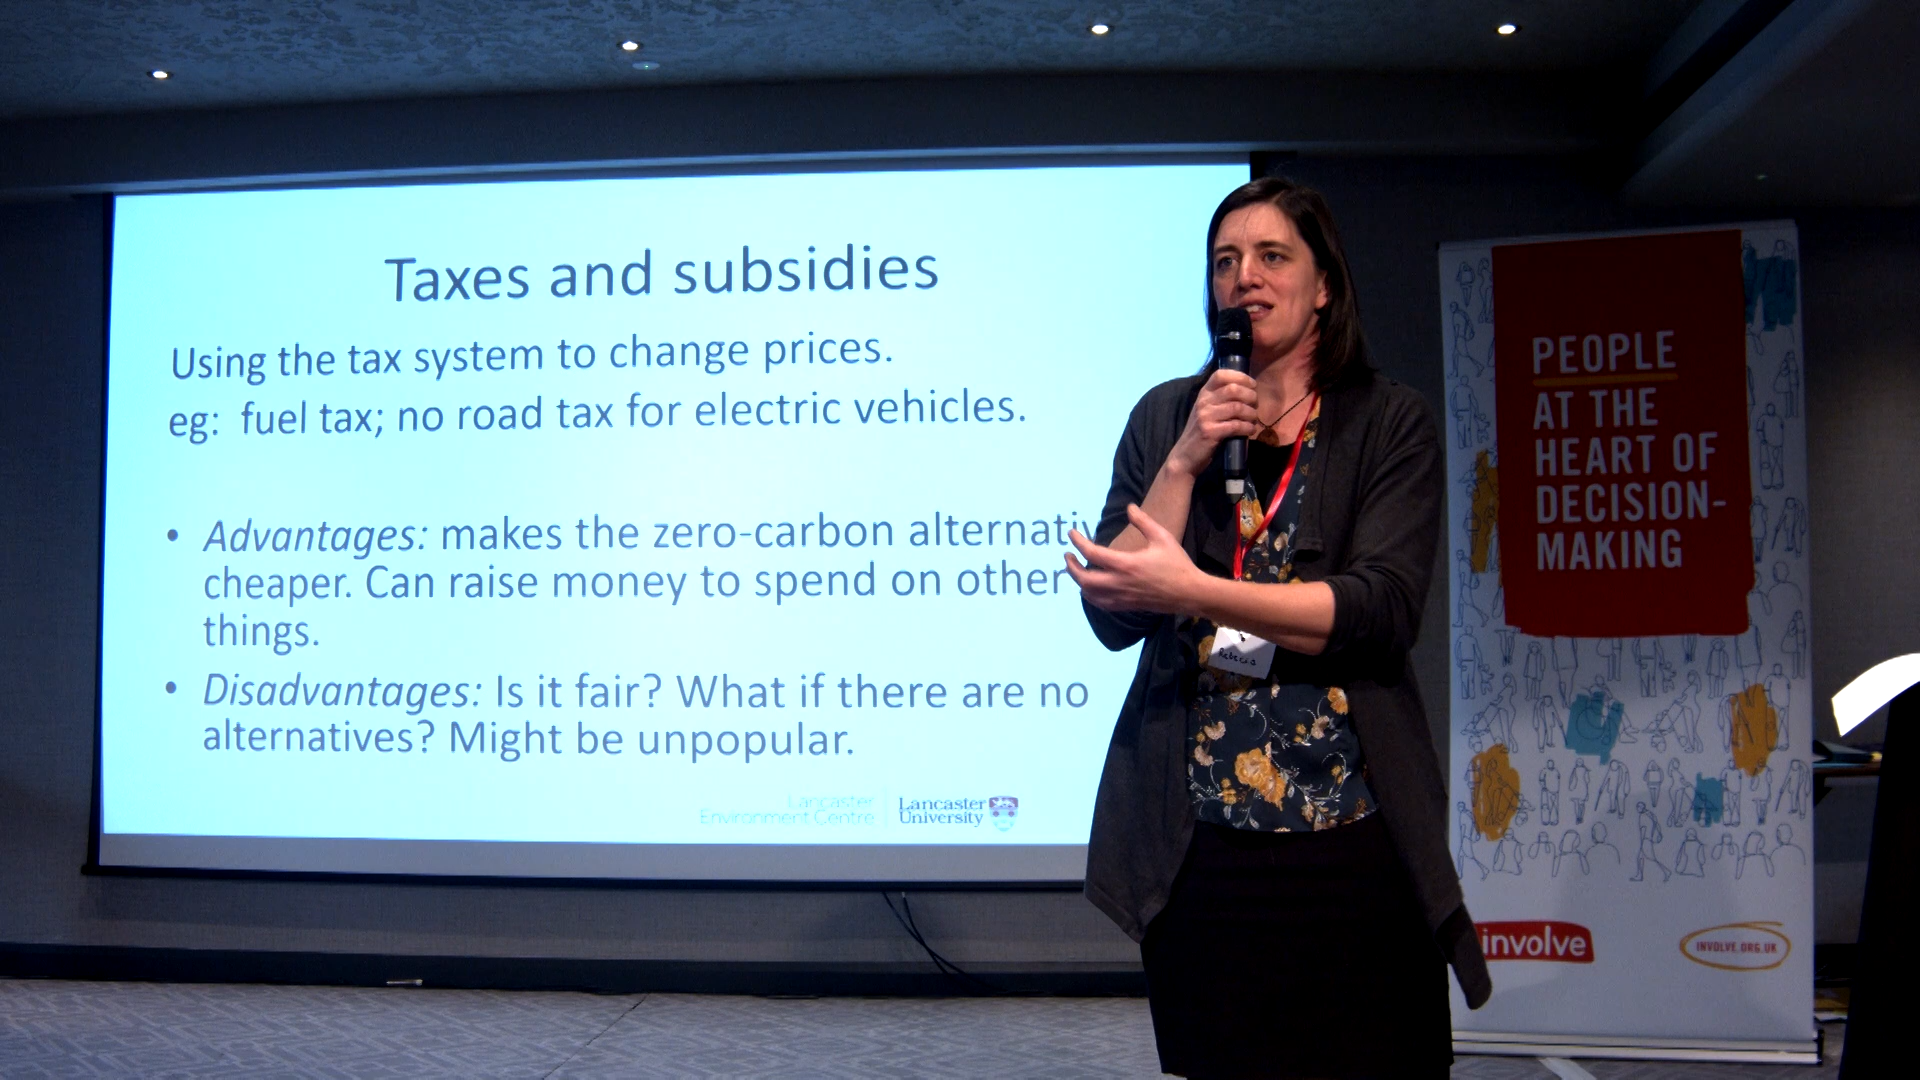 Taxes and subsidies
Using the tax system to change prices.
eg: fuel tax; no road tax for electric vehicles.
• Advantages: makes the zero-carbon alternativ
cheaper. Can raise money to spend on other
things.
• Disadvantages: Is it fair? What if there are no
alternatives? Might be unpopular.
Lancaster
Environment Centre
Lancaster
University
Rebecca
PEOPLE
AT THE
HEART OF
DECISION-
MAKING
involve
INVOLVE.ORG.UK